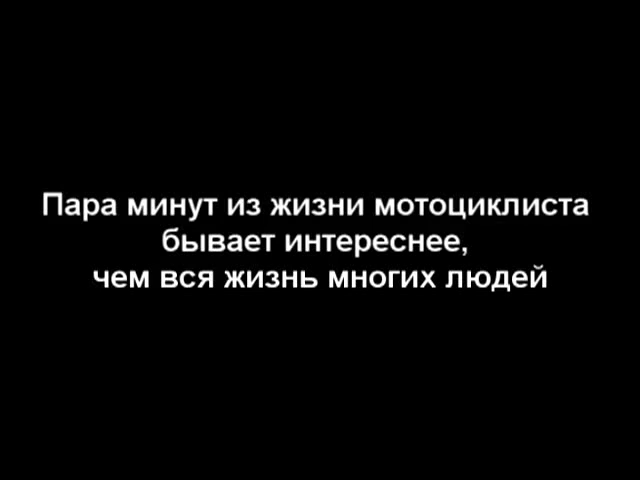 Пара минут из жизни мотоциклиста
бывает интереснее,
чем вся жизнь многих людей